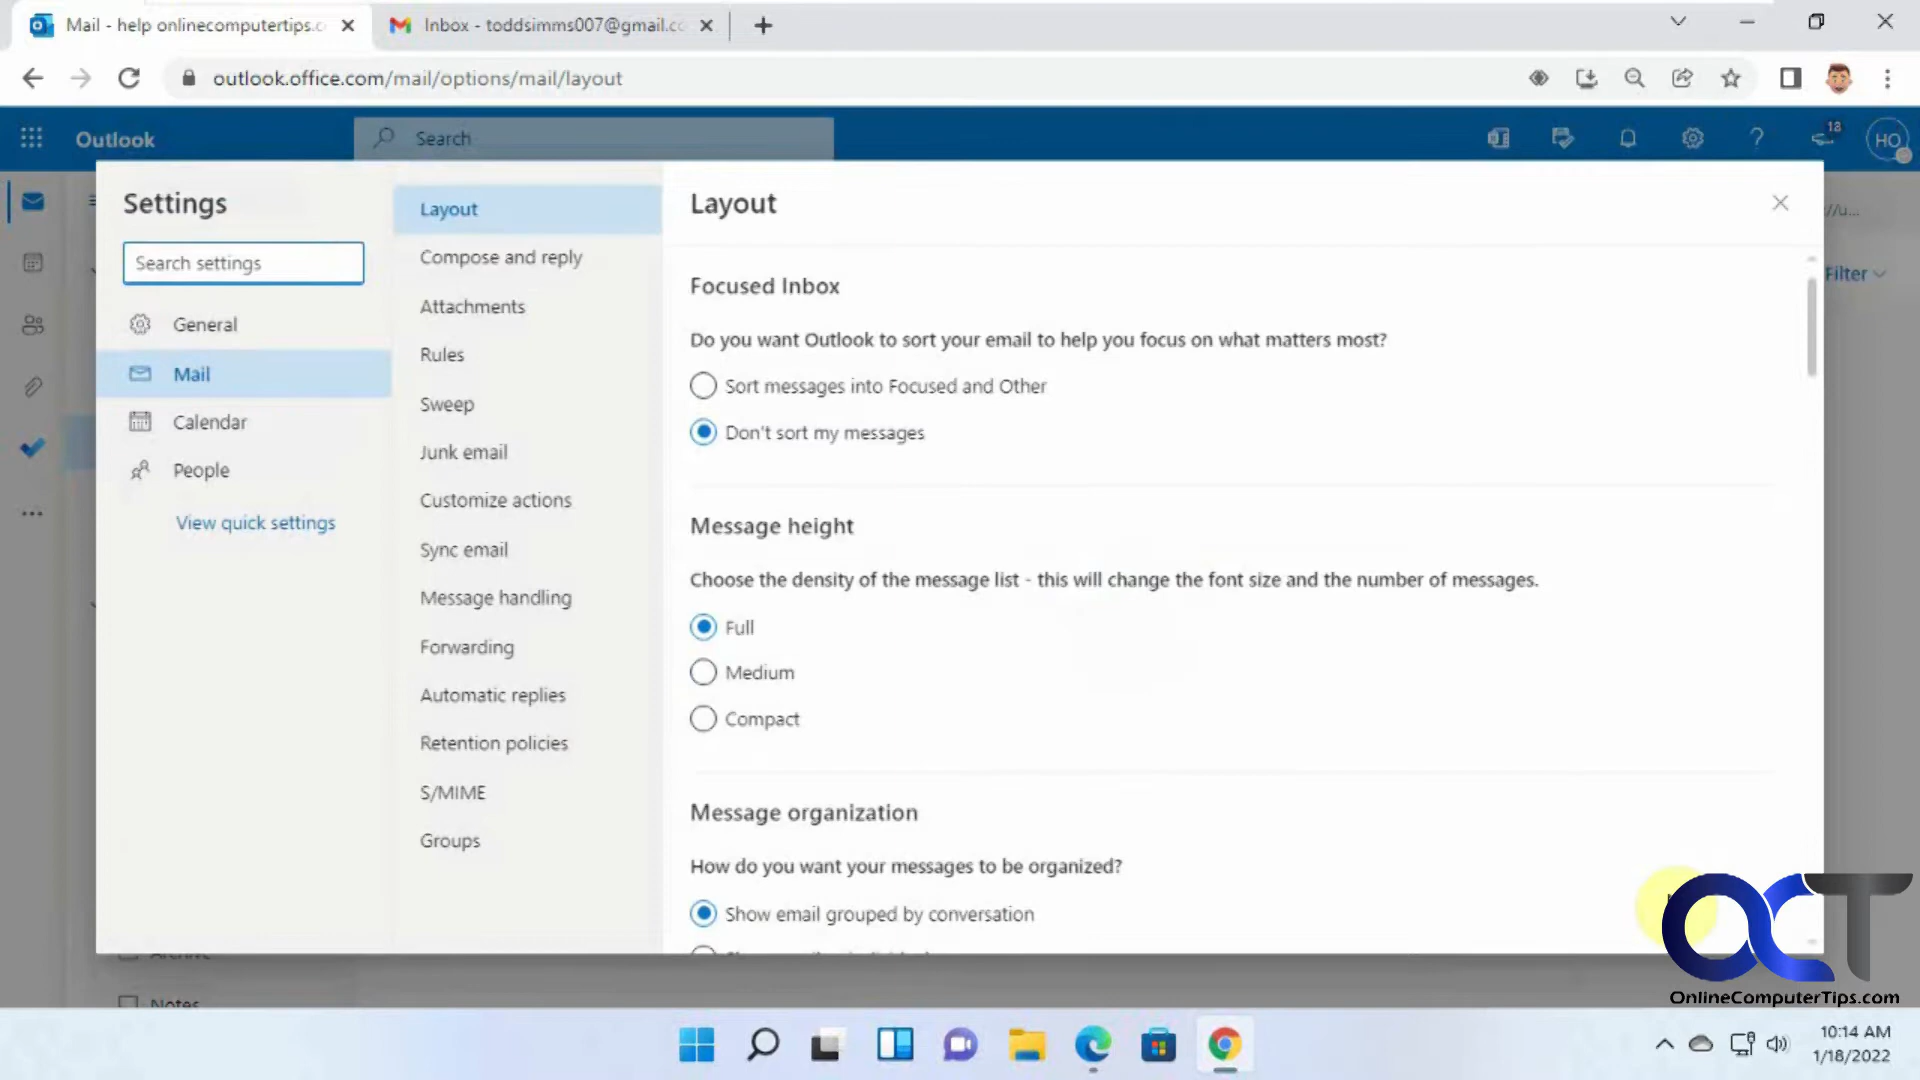 Mail - help onlinecomputertips.c
Inbox - toddsimms007@gmail.c
outlook.office.com/mail/options/mail/layout
Outlook
Search
18
HO
Settings
Search settings
General
Mail
Calendar
People
View quick settings
Layout
Compose and reply
Attachments
Rules
Sweep
Junk email
Customize actions
Sync email
Message handling
Forwarding
Automatic replies
Retention policies
S/MIME
Groups
Layout
Focused Inbox
Do you want Outlook to sort your email to help you focus on what matters most?
Sort messages into Focused and Other
Don't sort my messages
Message height
Choose the density of the message list - this will change the font size and the number of messages.
Full
Medium
Compact
Message organization
How do you want your messages to be organized?
Show email grouped by conversation
://u...
Filter
Archive
Notes
OCT
OnlineComputerTips.com
10:14 AM
1/18/2022